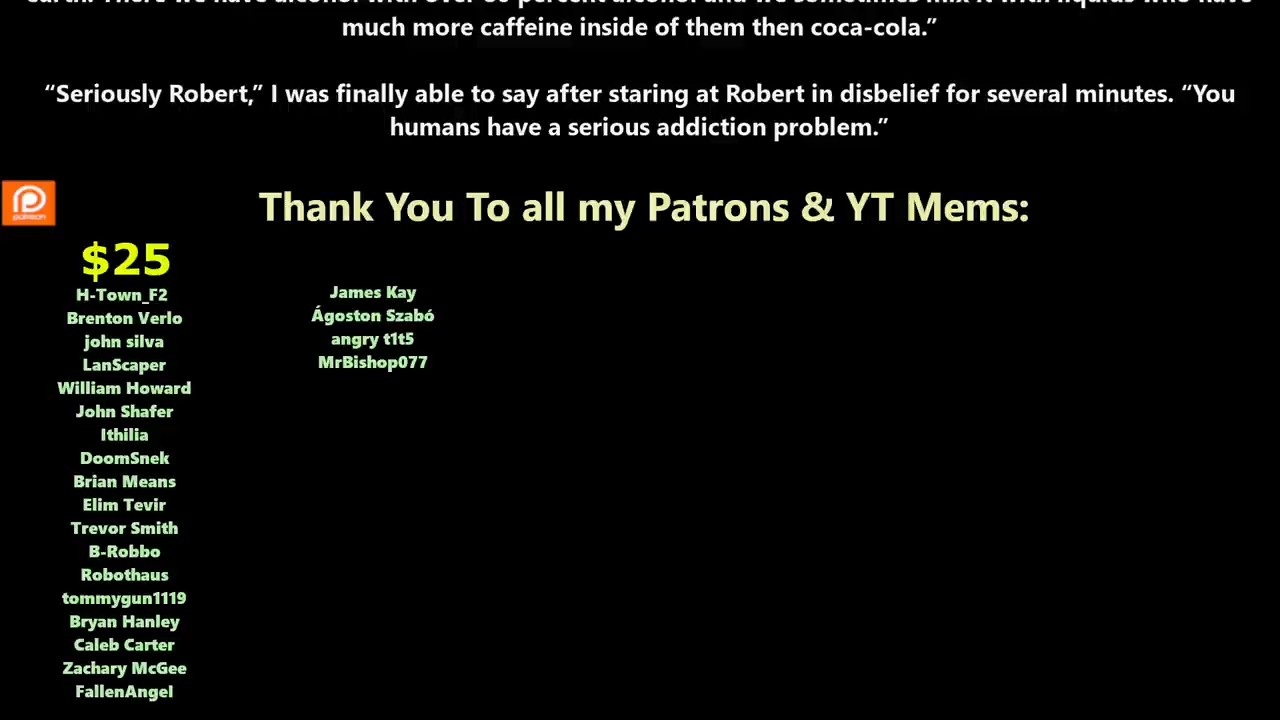 much more caffeine inside of them then coca-cola.”
“Seriously Robert,” I was finally able to say after staring at Robert in disbelief for several minutes. “You
humans have a serious addiction problem.”
patreon
Thank You To all my Patrons & YT Mems:
$25
H-Town_F2
Brenton Verlo
john silva
LanScaper
William Howard
John Shafer
Ithilia
DoomSnek
Brian Means
Elim Tevir
Trevor Smith
B-Robbo
Robothaus
tommygun1119
Bryan Hanley
Caleb Carter
Zachary McGee
FallenAngel
James Kay
Ágoston Szabó
angry t1t5
MrBishop077